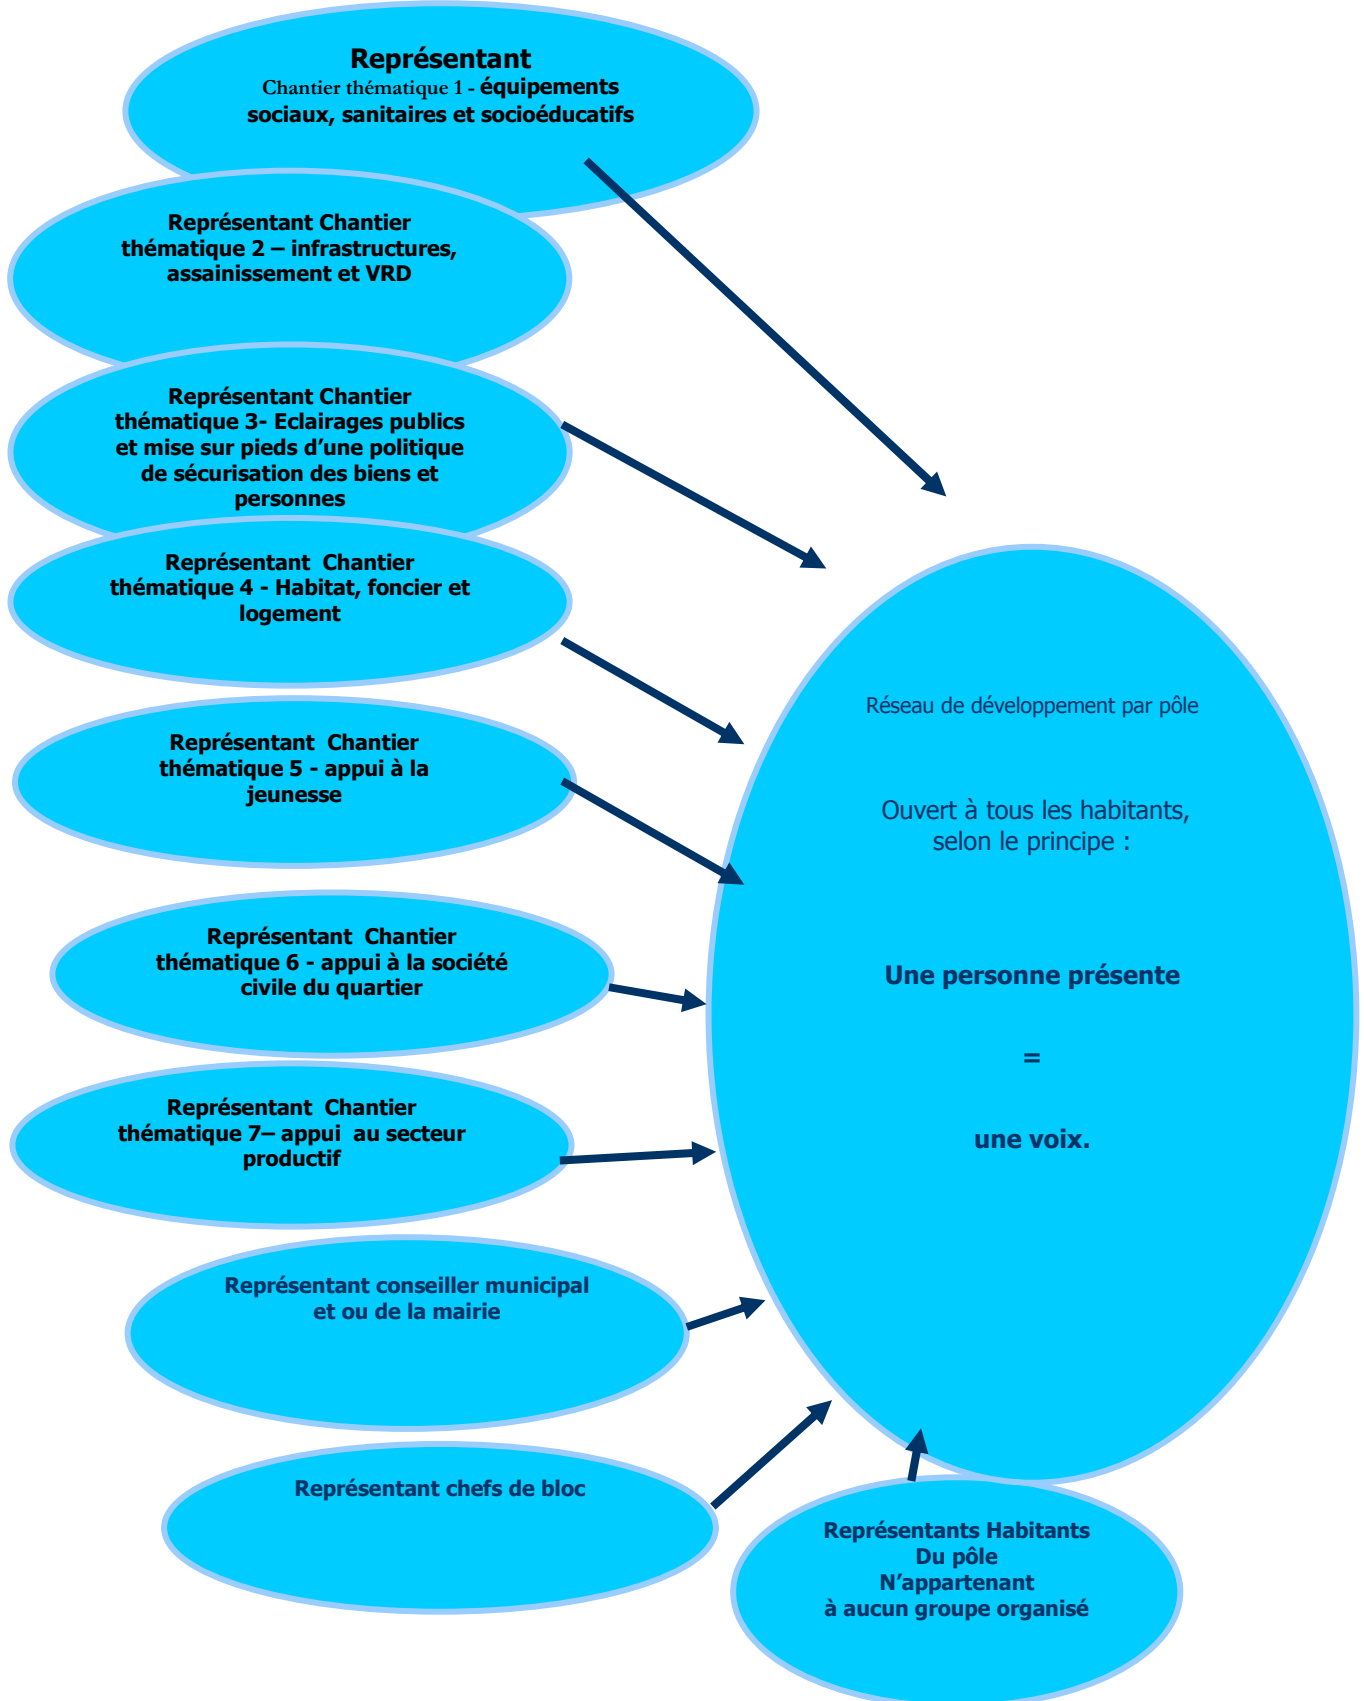 Représentant
Chantier thématique 1 - équipements
sociaux, sanitaires et socioéducatifs
Représentant Chantier
thématique 2 – infrastructures,
assainissement et VRD
Représentant Chantier
thématique 3- Eclairages publics
et mise sur pieds d’une politique
de sécurisation des biens et
personnes
Représentant  Chantier
thématique 4 - Habitat, foncier et
logement
Représentant  Chantier
thématique 5 - appui à la
jeunesse
Représentant  Chantier
thématique 6 - appui à la société
civile du quartier
Représentant  Chantier
thématique 7– appui  au secteur
productif
Représentant conseiller municipal
et ou de la mairie
Représentant chefs de bloc
Réseau de développement par pôle
Ouvert à tous les habitants,
selon le principe :
Une personne présente
=
une voix.
Représentants Habitants
Du pôle
N’appartenant
à aucun groupe organisé